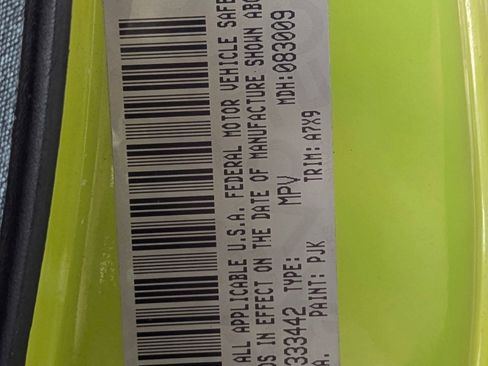 ALL APPLICABLE U.S.A. FEDERAL MOTOR VEHICLE SAFE
DS IN EFFECT ON THE DATE OF MANUFACTURE SHOWN ABO
333442 TYPE: MPV MDH:083009
A. PAINT: PJK TRIM: A7X9